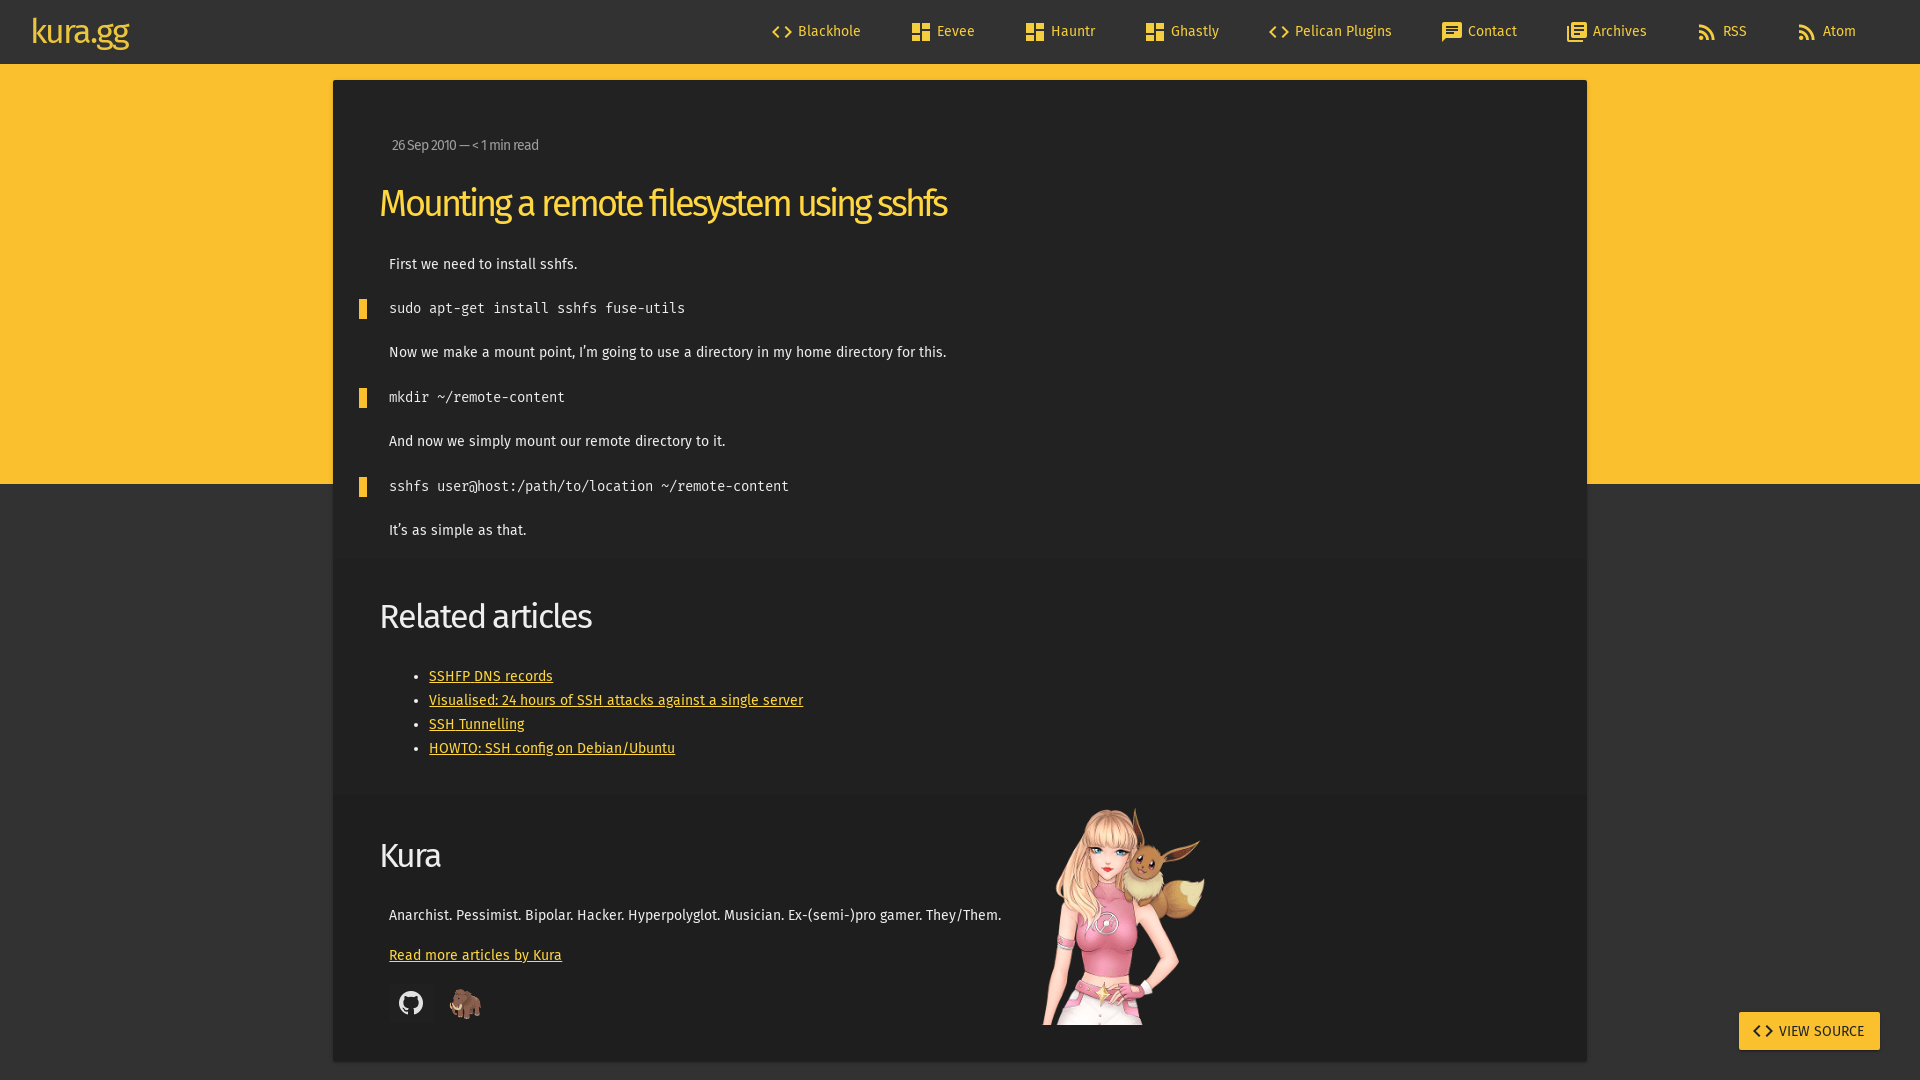 kura.gg
Blackhole
Eevee
Hauntr
Ghastly
Pelican Plugins
Contact
Archives
RSS
Atom
26 Sep 2010 — < 1 min read
Mounting a remote filesystem using sshfs
First we need to install sshfs.
sudo apt-get install sshfs fuse-utils
Now we make a mount point, I’m going to use a directory in my home directory for this.
mkdir ~/remote-content
And now we simply mount our remote directory to it.
sshfs user@host:/path/to/location ~/remote-content
It’s as simple as that.
Related articles
SSHFP DNS records
Visualised: 24 hours of SSH attacks against a single server
SSH Tunnelling
HOWTO: SSH config on Debian/Ubuntu
Kura
Anarchist. Pessimist. Bipolar. Hacker. Hyperpolyglot. Musician. Ex-(semi-)pro gamer. They/Them.
Read more articles by Kura
VIEW SOURCE